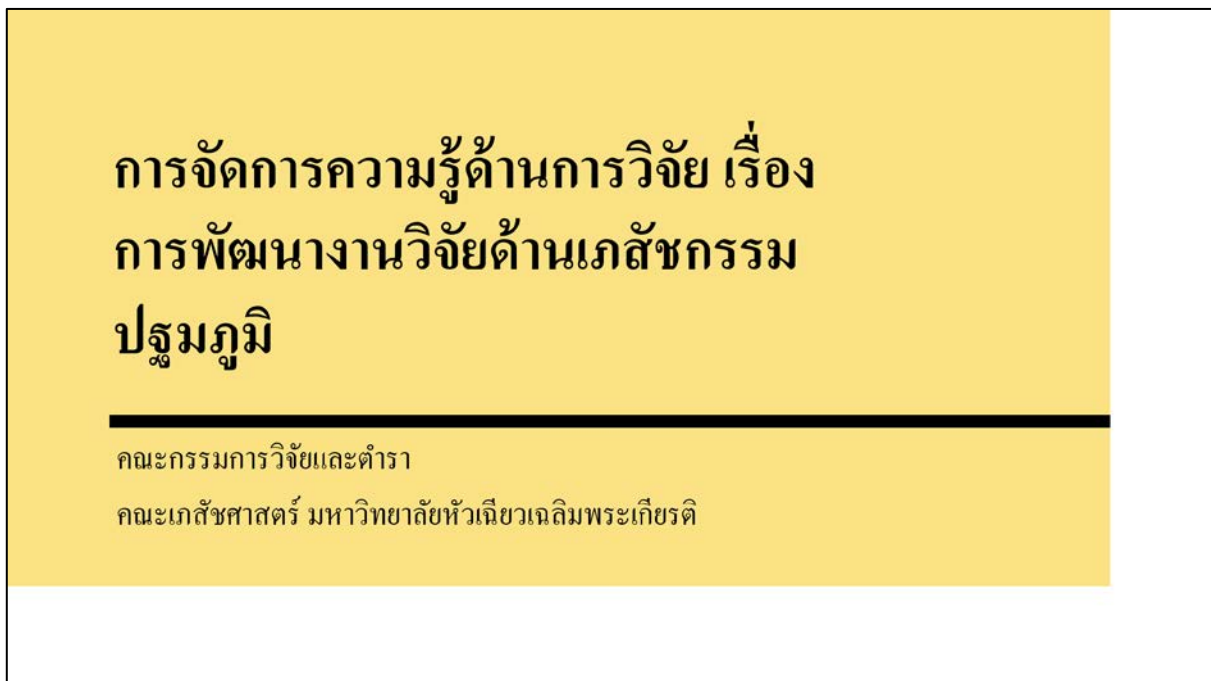 การจัดการความรู้ด้านการวิจัย เรื่อง
การพัฒนางานวิจัยด้านเภสัชกรรม
ปฐมภูมิ
คณะกรรมการวิจัยและตำรา
คณะเภสัชศาสตร์ มหาวิทยาลัยหัวเฉียวเฉลิมพระเกียรติ